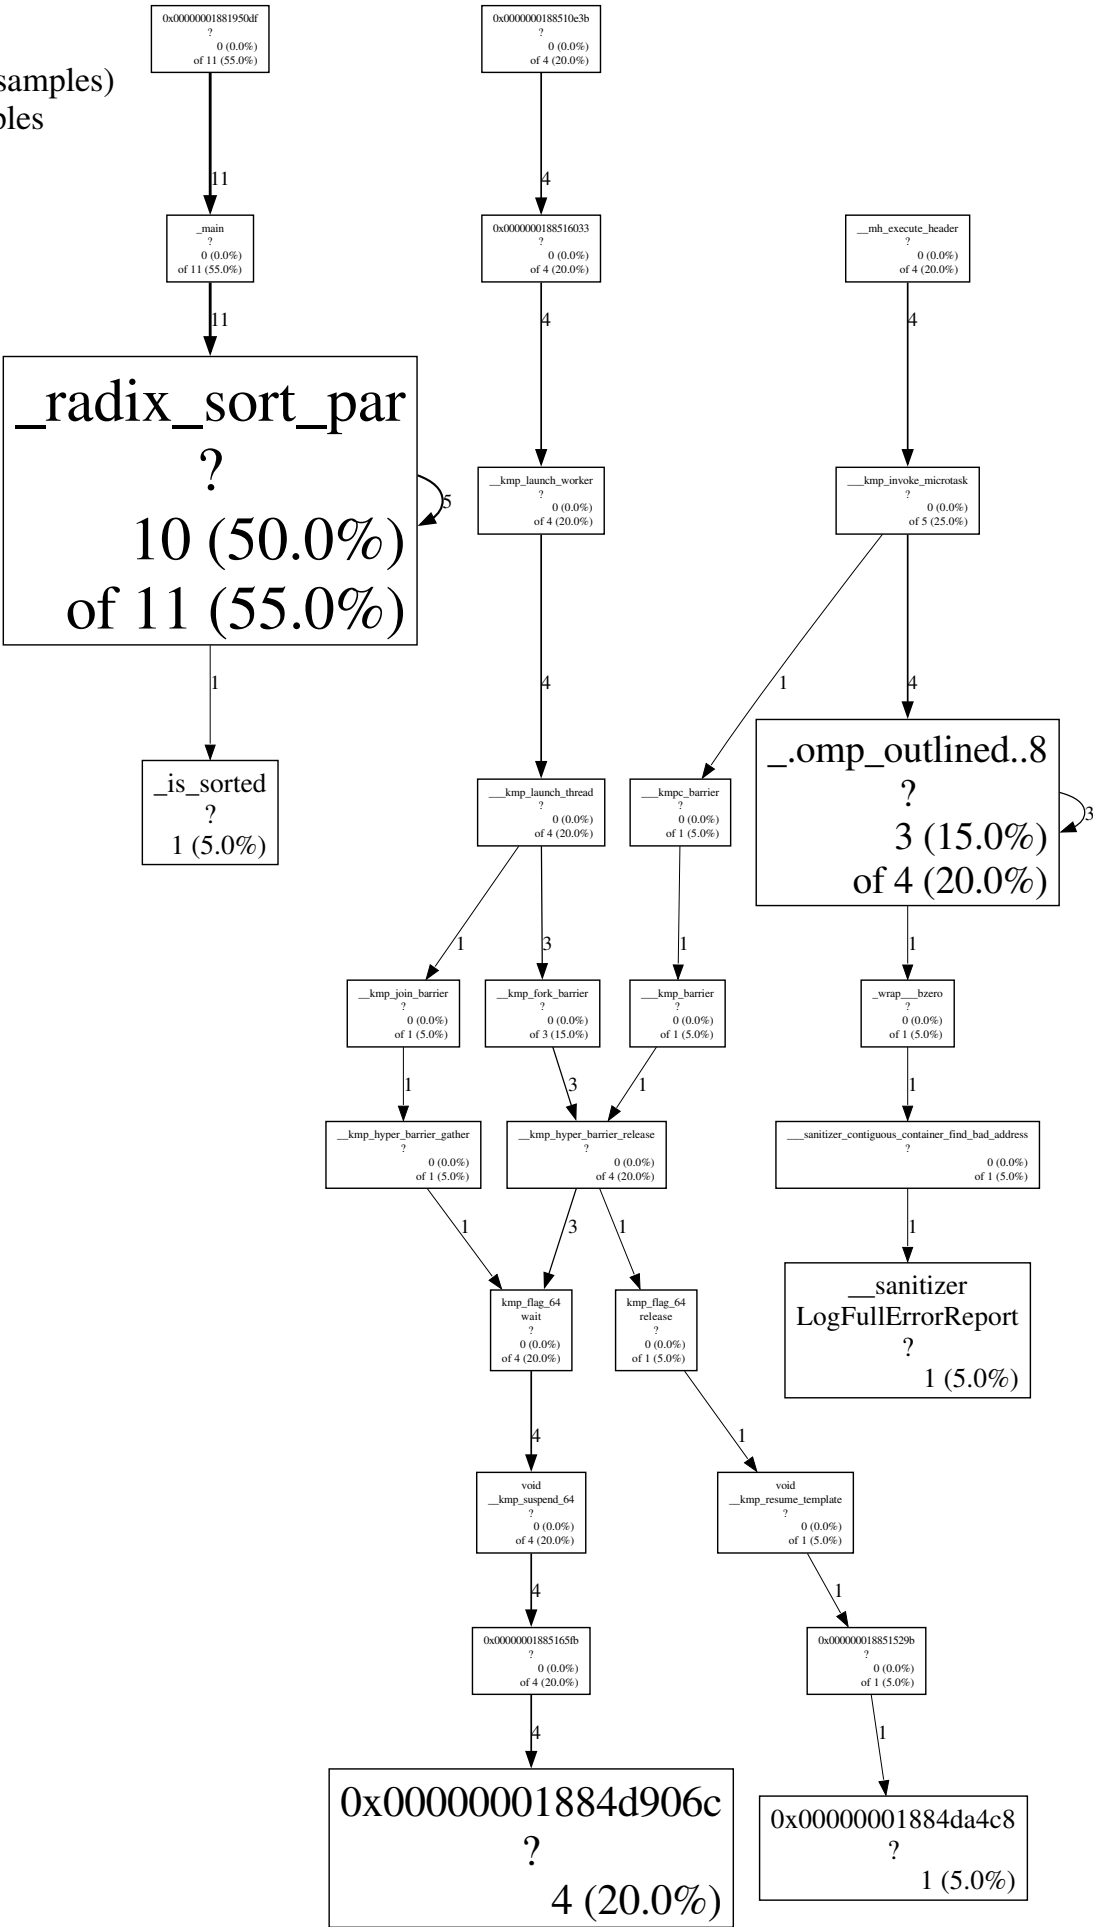 0x00000001881950df
?
0 (0.0%)
of 11 (55.0%)
0x0000000188510e3b
?
0 (0.0%)
of 4 (20.0%)
samples)
ples
11
4
_main
?
0 (0.0%)
of 11 (55.0%)
0x0000000188516033
?
0 (0.0%)
of 4 (20.0%)
__mh_execute_header
?
0 (0.0%)
of 4 (20.0%)
11
4
4
_radix_sort_par
?
10 (50.0%)
of 11 (55.0%)
5
__kmp_launch_worker
?
0 (0.0%)
of 4 (20.0%)
___kmp_invoke_microtask
?
0 (0.0%)
of 5 (25.0%)
1
4
1
4
_is_sorted
?
1 (5.0%)
___kmp_launch_thread
?
0 (0.0%)
of 4 (20.0%)
___kmpc_barrier
?
0 (0.0%)
of 1 (5.0%)
_.omp_outlined..8
?
3 (15.0%)
of 4 (20.0%)
3
1
3
1
1
__kmp_join_barrier
?
0 (0.0%)
of 1 (5.0%)
__kmp_fork_barrier
?
0 (0.0%)
of 3 (15.0%)
___kmp_barrier
?
0 (0.0%)
of 1 (5.0%)
_wrap___bzero
?
0 (0.0%)
of 1 (5.0%)
1
3
1
1
__kmp_hyper_barrier_gather
?
0 (0.0%)
of 1 (5.0%)
__kmp_hyper_barrier_release
?
0 (0.0%)
of 4 (20.0%)
___sanitizer_contiguous_container_find_bad_address
?
0 (0.0%)
of 1 (5.0%)
1
3
1
1
kmp_flag_64
wait
?
0 (0.0%)
of 4 (20.0%)
kmp_flag_64
release
?
0 (0.0%)
of 1 (5.0%)
__sanitizer
LogFullErrorReport
?
1 (5.0%)
4
1
void
__kmp_suspend_64
?
0 (0.0%)
of 4 (20.0%)
void
__kmp_resume_template
?
0 (0.0%)
of 1 (5.0%)
4
1
0x00000001885165fb
?
0 (0.0%)
of 4 (20.0%)
0x000000018851529b
?
0 (0.0%)
of 1 (5.0%)
4
1
0x00000001884d906c
?
4 (20.0%)
0x00000001884da4c8
?
1 (5.0%)